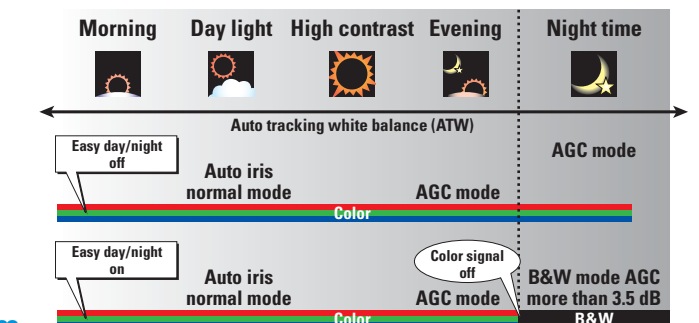 Morning Day light High contrast Evening Night time
Auto tracking white balance (ATW)
Easy day/night
off
AGC mode
Auto iris
normal mode
AGC mode
Color
Easy day/night
on
Color signal
off
Auto iris
normal mode
AGC mode
B&W mode AGC
more than 3.5 dB
Color
B&W